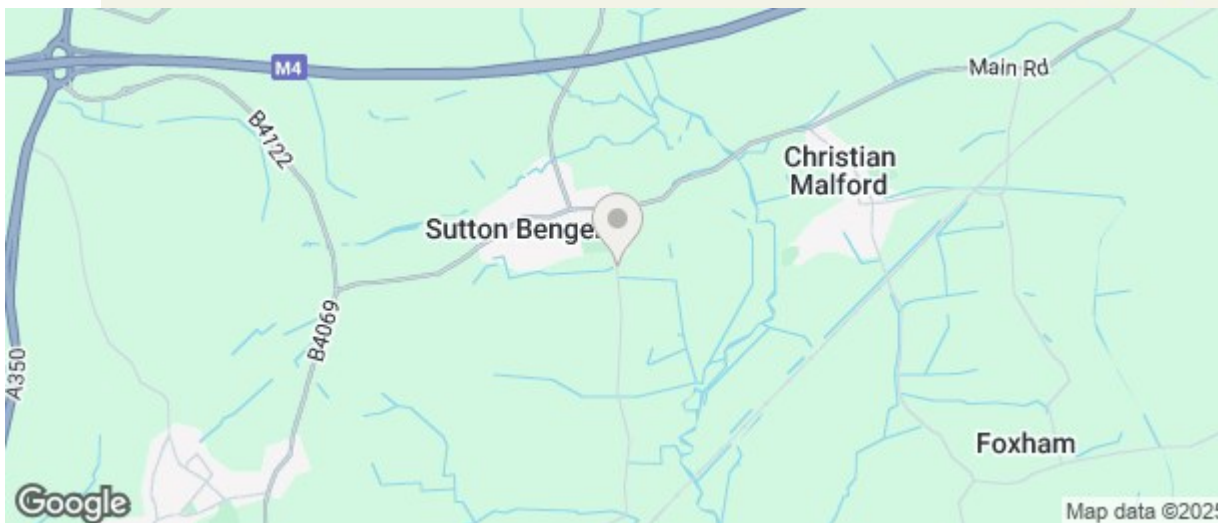 M4
Main Rd
B4122
Christian
Malford
Sutton Benger
B4069
A350
Foxham
Google
Map data ©2025